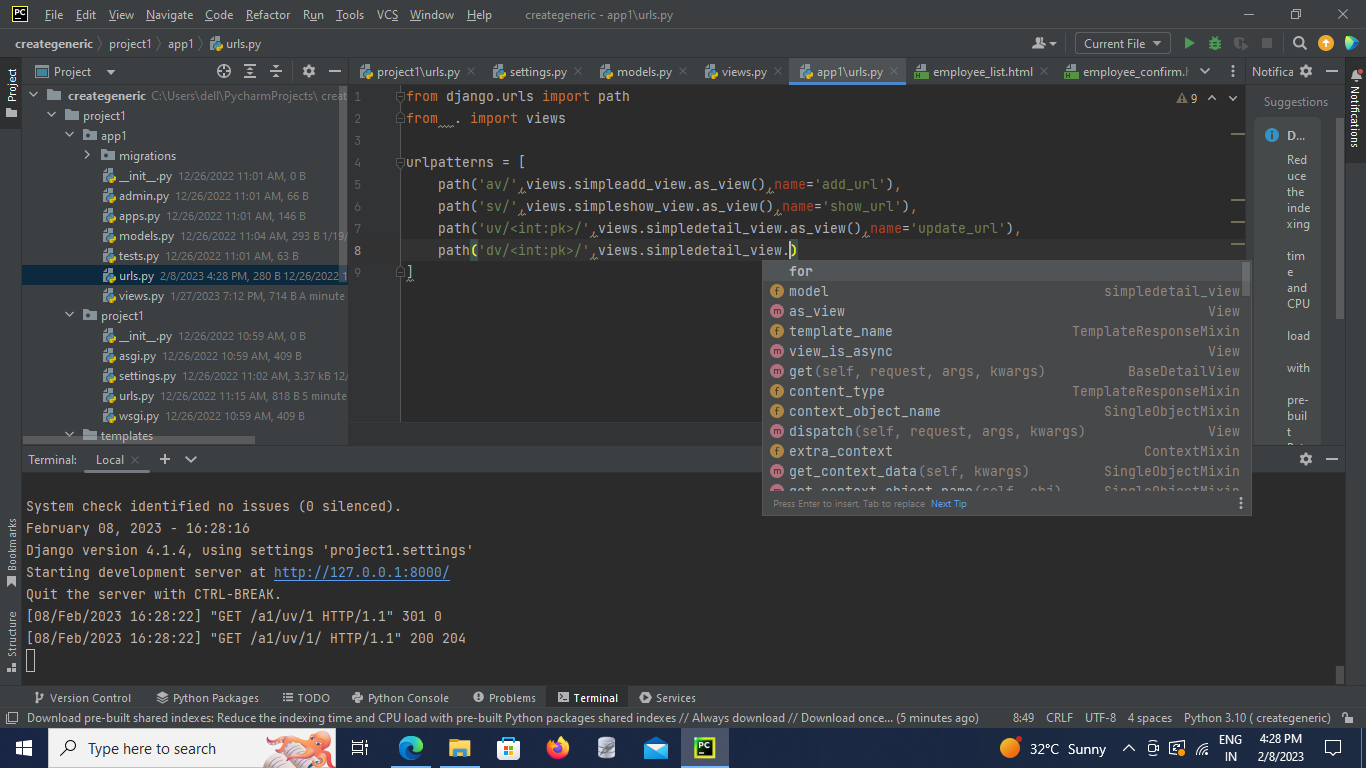 PC File Edit View Navigate Code Refactor Run Tools VCS Window Help creategeneric - app1\urls.py
creategeneric project1 app1 urls.py Current File
Project
Project
project1\urls.py settings.py models.py views.py app1\urls.py employee_list.html employee_confirm.h
Notifica
Notifications
creategeneric C:\Users\dell\PycharmProjects\ creat
project1
app1
migrations
__init__.py 12/26/2022 11:01 AM, 0 B
admin.py 12/26/2022 11:01 AM, 66 B
apps.py 12/26/2022 11:01 AM, 146 B
models.py 12/26/2022 11:04 AM, 293 B 1/19/
tests.py 12/26/2022 11:01 AM, 63 B
urls.py 2/8/2023 4:28 PM, 280 B 12/26/2022 1
views.py 1/27/2023 7:12 PM, 714 B A minute
project1
__init__.py 12/26/2022 10:59 AM, 0 B
asgi.py 12/26/2022 10:59 AM, 409 B
settings.py 12/26/2022 11:02 AM, 3.37 kB 12/
urls.py 12/26/2022 11:15 AM, 818 B 5 minute
wsgi.py 12/26/2022 10:59 AM, 409 B
templates
1 from django.urls import path
2 from . import views
3
4 urlpatterns = [
5 path('av/',views.simpleadd_view.as_view(),name='add_url'),
6 path('sv/',views.simpleshow_view.as_view(),name='show_url'),
7 path('uv/<int:pk>/',views.simpledetail_view.as_view(),name='update_url'),
8 path('dv/<int:pk>/',views.simpledetail_view.)
9 ]
9
for
model simpledetail_view
as_view View
template_name TemplateResponseMixin
view_is_async View
get(self, request, args, kwargs) BaseDetailView
content_type TemplateResponseMixin
context_object_name SingleObjectMixin
dispatch(self, request, args, kwargs) View
extra_context ContextMixin
get_context_data(self, kwargs) SingleObjectMixin
get_context_object_name(self, obj) SingleObjectMixin
Press Enter to insert, Tab to replace Next Tip
Suggestions
D...
Red
uce
the
inde
xing
tim
e
and
CPU
load
with
pre-
buil
t
Terminal: Local
System check identified no issues (0 silenced).
February 08, 2023 - 16:28:16
Django version 4.1.4, using settings 'project1.settings'
Starting development server at http://127.0.0.1:8000/
Quit the server with CTRL-BREAK.
[08/Feb/2023 16:28:22] "GET /a1/uv/1 HTTP/1.1" 301 0
[08/Feb/2023 16:28:22] "GET /a1/uv/1/ HTTP/1.1" 200 204
Bookmarks
Structure
Version Control Python Packages TODO Python Console Problems Terminal Services
Download pre-built shared indexes: Reduce the indexing time and CPU load with pre-built Python packages shared indexes // Always download // Download once... (5 minutes ago) 8:49 CRLF UTF-8 4 spaces Python 3.10 ( creategeneric)
Type here to search
PC
32°C Sunny
ENG
IN
4:28 PM
2/8/2023